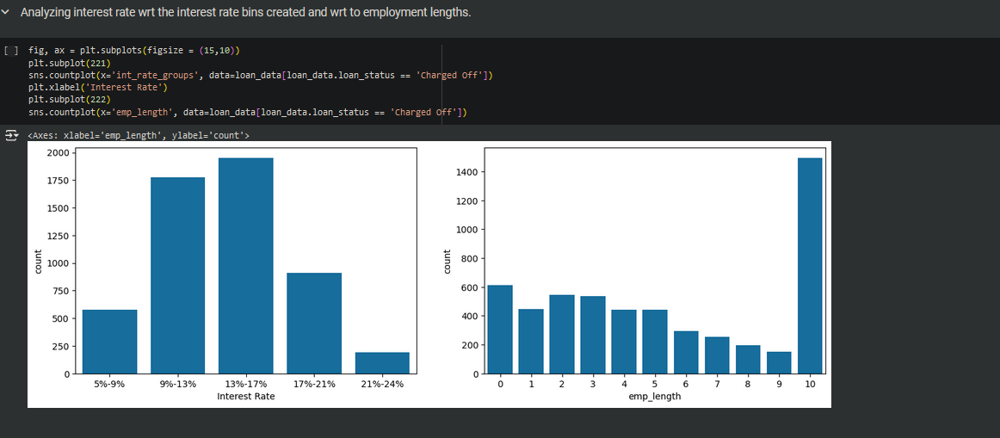 Analyzing interest rate wrt the interest rate bins created and wrt to employment lengths.
[ ] fig, ax = plt.subplots(figsize = (15,10))
plt.subplot(221)
sns.countplot(x='int_rate_groups', data=loan_data[loan_data.loan_status == 'Charged Off'])
plt.xlabel('Interest Rate')
plt.subplot(222)
sns.countplot(x='emp_length', data=loan_data[loan_data.loan_status == 'Charged Off'])
<Axes: xlabel='emp_length', ylabel='count'>
2000
1750
1500
1250
1000
750
500
250
0
count
5%-9% 9%-13% 13%-17% 17%-21% 21%-24%
Interest Rate
1400
1200
1000
800
600
400
200
0
count
0 1 2 3 4 5 6 7 8 9 10
emp_length